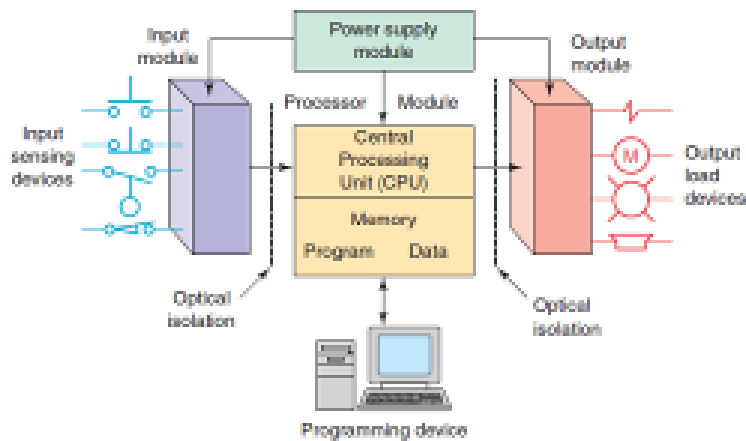 Input
module
Power supply
module
Output
module
Processor Module
Input
sensing
devices
Central
Processing
Unit (CPU)
Memory
Program Data
M
Output
load
devices
Optical
isolation
Optical
isolation
Programming device